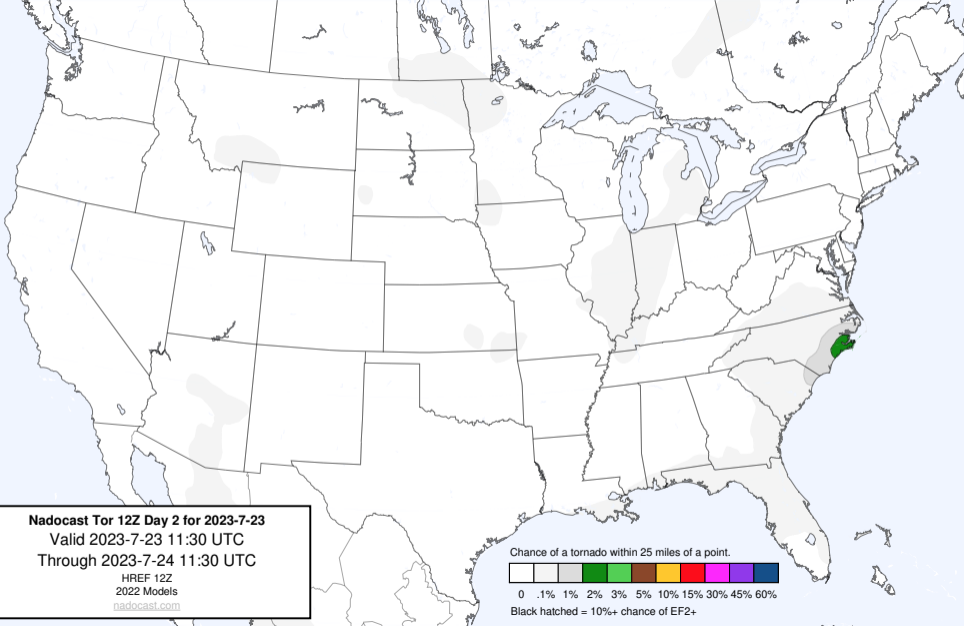 Nadocast Tor 12Z Day 2 for 2023-7-23
Valid 2023-7-23 11:30 UTC
Through 2023-7-24 11:30 UTC
HREF 12Z
2022 Models
nadocast.com
Chance of a tornado within 25 miles of a point.
0 .1% 1% 2% 3% 5% 10% 15% 30% 45% 60%
Black hatched = 10%+ chance of EF2+